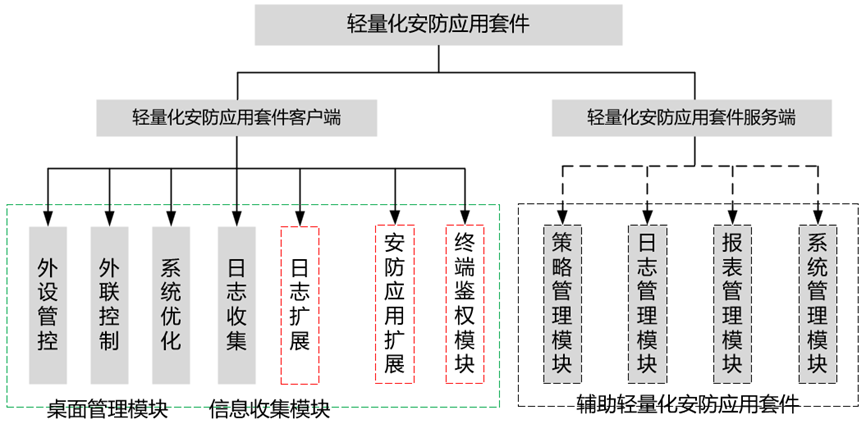 轻量化安防应用套件
轻量化安防应用套件客户端
轻量化安防应用套件服务端
外设管控
外联控制
系统优化
日志收集
日志扩展
安防应用扩展
终端鉴权模块
策略管理模块
日志管理模块
报表管理模块
系统管理模块
桌面管理模块
信息收集模块
辅助轻量化安防应用套件